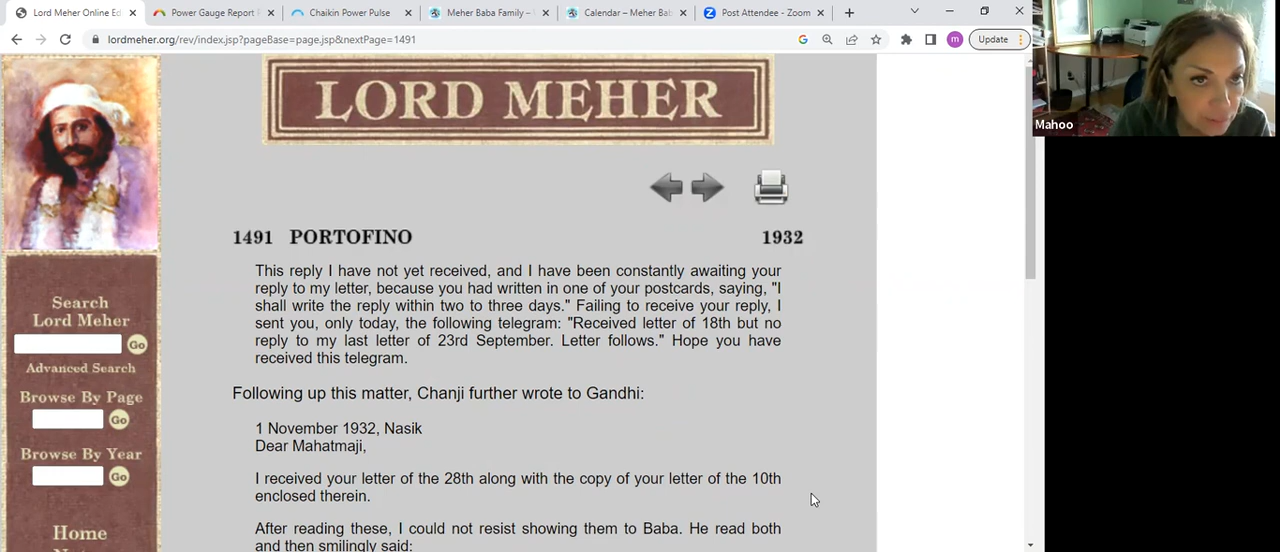 Lord Meher Online Ed
Power Gauge Report
Chaikin Power Pulse
Meher Baba Family –
Calendar – Meher Bab
Post Attendee - Zoom
lordmeher.org/rev/index.jsp?pageBase=page.jsp&nextPage=1491
m
Update
Mahoo
LORD MEHER
1491 PORTOFINO 1932
This reply I have not yet received, and I have been constantly awaiting your
reply to my letter, because you had written in one of your postcards, saying, "I
shall write the reply within two to three days." Failing to receive your reply, I
sent you, only today, the following telegram: "Received letter of 18th but no
reply to my last letter of 23rd September. Letter follows." Hope you have
received this telegram.
Following up this matter, Chanji further wrote to Gandhi:
1 November 1932, Nasik
Dear Mahatmaji,
I received your letter of the 28th along with the copy of your letter of the 10th
enclosed therein.
After reading these, I could not resist showing them to Baba. He read both
and then smilingly said:
Search
Lord Meher
Go
Advanced Search
Browse By Page
Go
Browse By Year
Go
Home